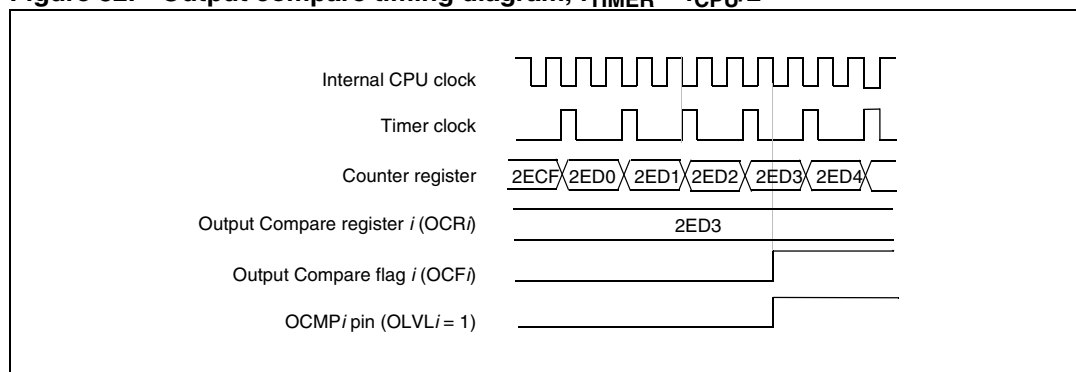 Internal CPU clock
Timer clock
Counter register 2ECF 2ED0 2ED1 2ED2 2ED3 2ED4
Output Compare register i (OCRi) 2ED3
Output Compare flag i (OCFi)
OCMPi pin (OLVLi = 1)